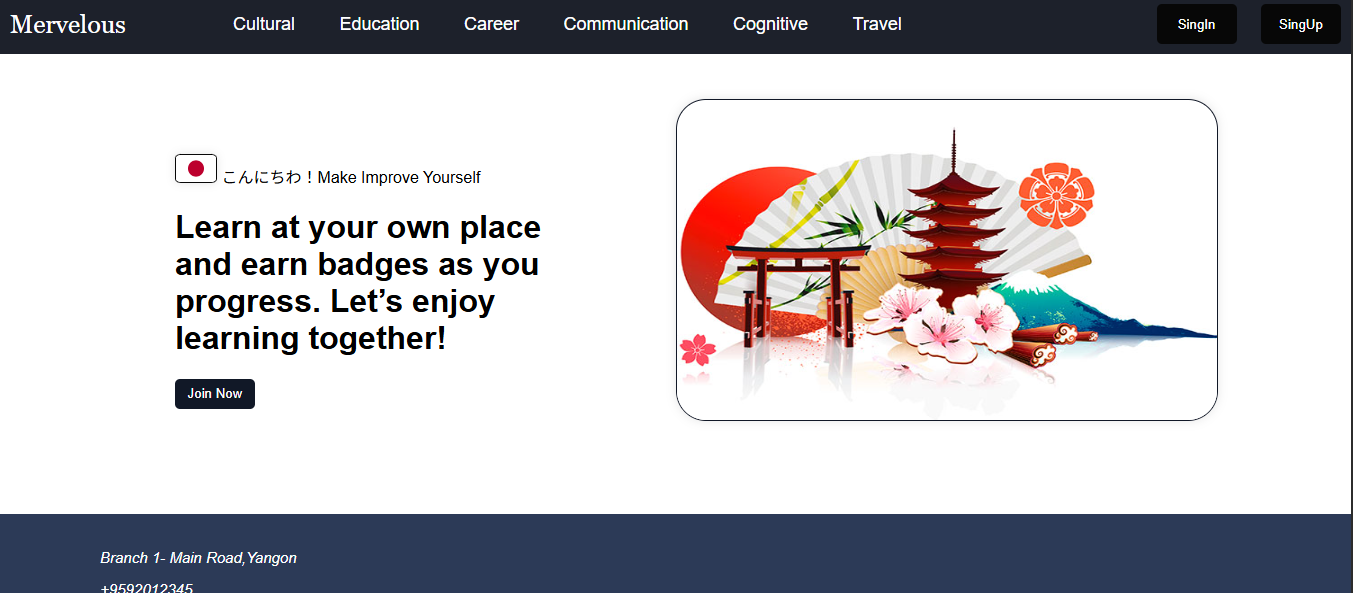 Mervelous
Cultural
Education
Career
Communication
Cognitive
Travel
SingIn
SingUp
こんにちわ！Make Improve Yourself
Learn at your own place
and earn badges as you
progress. Let’s enjoy
learning together!
Join Now
Branch 1- Main Road,Yangon
+9592012345